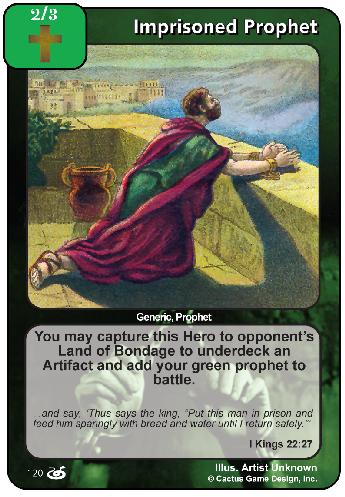 2/3
Imprisoned Prophet
Generic, Prophet
You may capture this Hero to opponent's
Land of Bondage to underdeck an
Artifact and add your green prophet to
battle.
...and say, ‘Thus says the king, “Put this man in prison and
feed him sparingly with bread and water until I return safely.”’
I Kings 22:27
120
Illus. Artist Unknown
© Cactus Game Design, Inc.